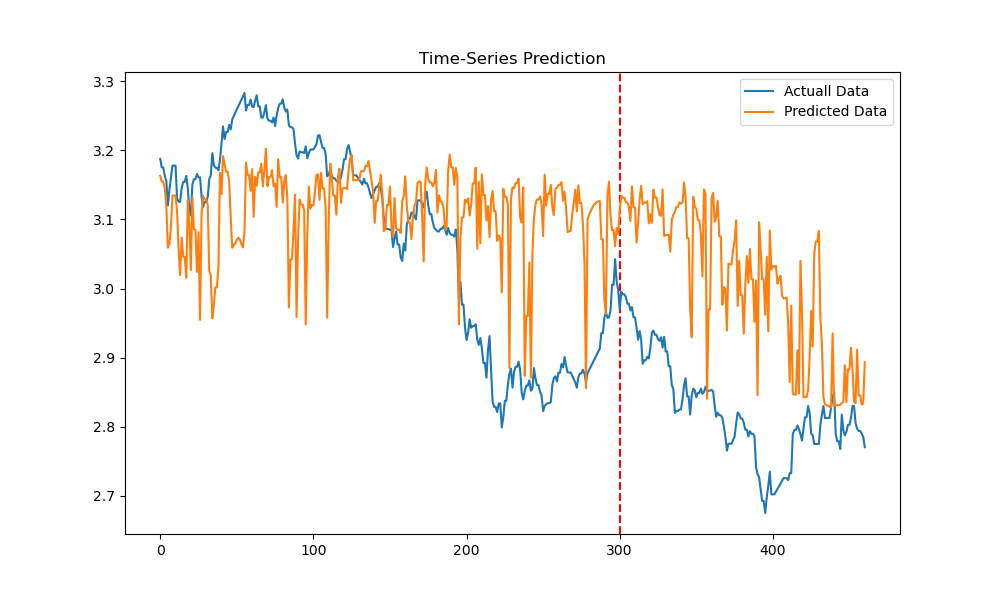 Time-Series Prediction
Actuall Data
Predicted Data
3.3
3.2
3.1
3.0
2.9
2.8
2.7
0 100 200 300 400